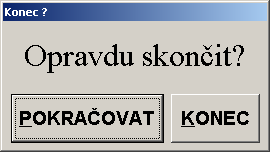 Konec ?
Opravdu skončit?
POKRAČOVAT KONEC